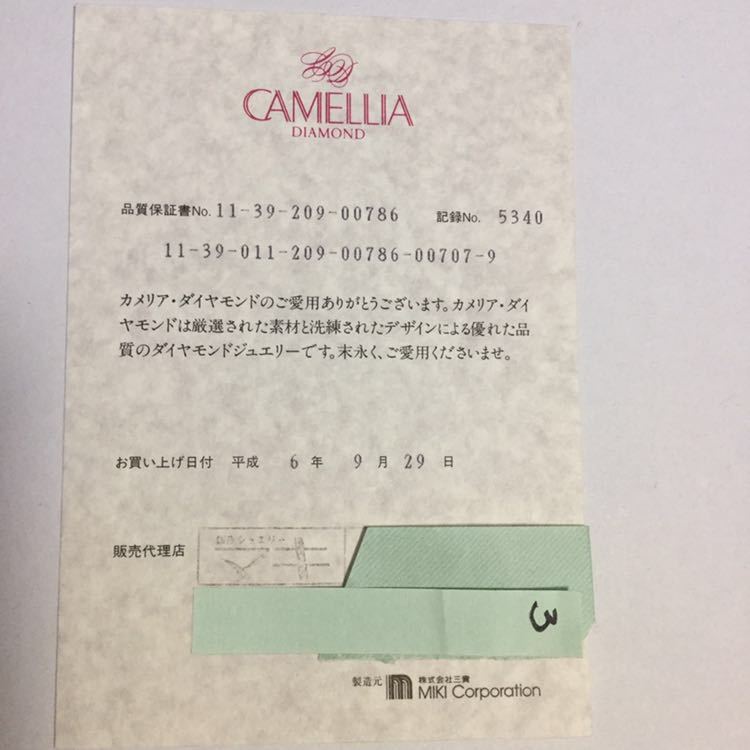 CAMELLIA
DIAMOND
品質保証書No. 11-39-209-00786 記録No. 5340
11-39-011-209-00786-00707-9
カメリア・ダイヤモンドのご愛用ありがとうございます。カメリア・ダイ
ヤモンドは厳選された素材と洗練されたデザインによる優れた品
質のダイヤモンドジュエリーです。末永く、ご愛用くださいませ。
お買い上げ日付 平成 6 年 9 月 29 日
販売代理店
3
製造元 株式会社三貴
MIKI Corporation